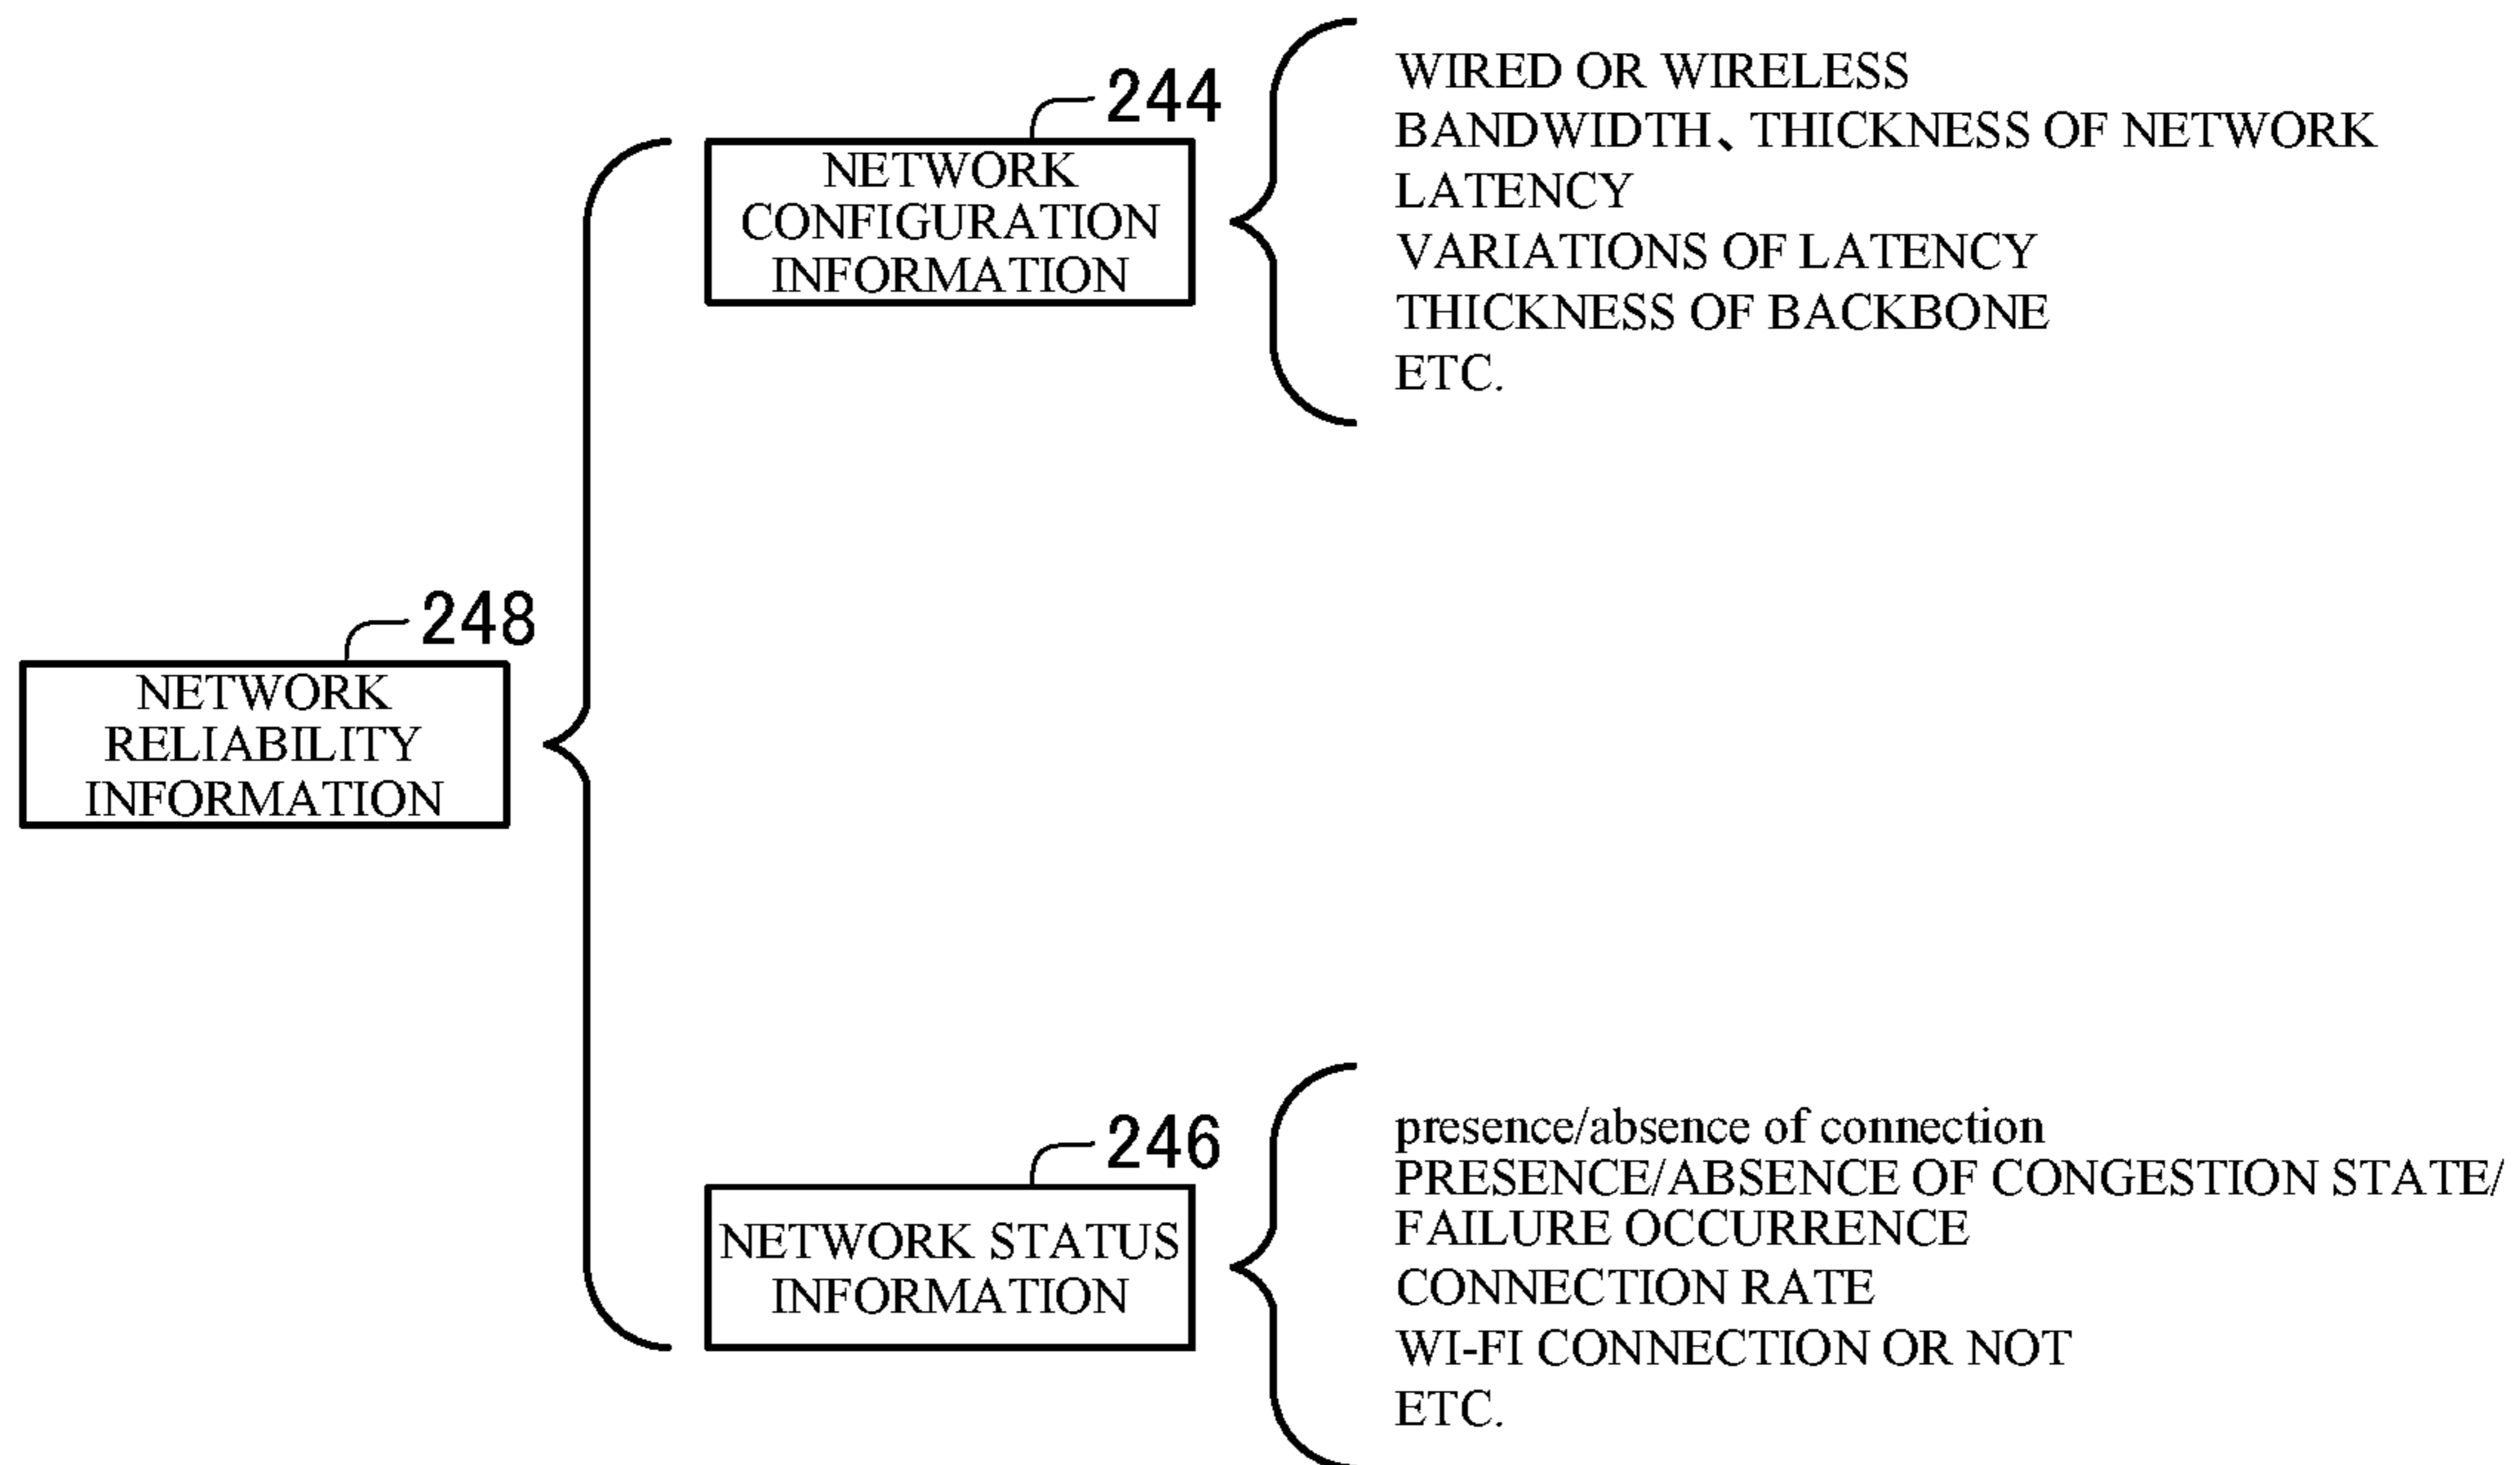 244
NETWORK
CONFIGURATION
INFORMATION
WIRED OR WIRELESS
BANDWIDTH、THICKNESS OF NETWORK
LATENCY
VARIATIONS OF LATENCY
THICKNESS OF BACKBONE
ETC.
248
NETWORK
RELIABILITY
INFORMATION
246
NETWORK STATUS
INFORMATION
presence/absence of connection
PRESENCE/ABSENCE OF CONGESTION STATE/
FAILURE OCCURRENCE
CONNECTION RATE
WI-FI CONNECTION OR NOT
ETC.